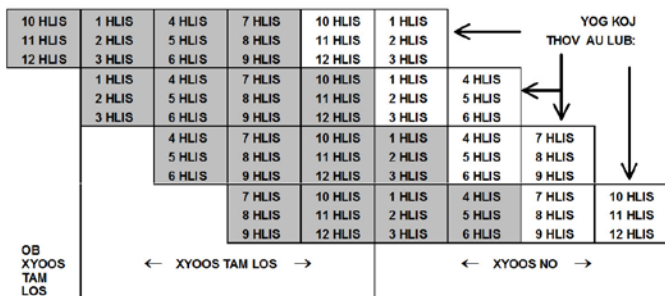 10 HLIS 1 HLIS 4 HLIS 7 HLIS 10 HLIS 1 HLIS YOG KOJ
11 HLIS 2 HLIS 5 HLIS 8 HLIS 11 HLIS 2 HLIS THOV AU LUB:
12 HLIS 3 HLIS 6 HLIS 9 HLIS 12 HLIS 3 HLIS
1 HLIS 4 HLIS 7 HLIS 10 HLIS 1 HLIS 4 HLIS
2 HLIS 5 HLIS 8 HLIS 11 HLIS 2 HLIS 5 HLIS
3 HLIS 6 HLIS 9 HLIS 12 HLIS 3 HLIS 6 HLIS
4 HLIS 7 HLIS 10 HLIS 1 HLIS 4 HLIS 7 HLIS
5 HLIS 8 HLIS 11 HLIS 2 HLIS 5 HLIS 8 HLIS
6 HLIS 9 HLIS 12 HLIS 3 HLIS 6 HLIS 9 HLIS
7 HLIS 10 HLIS 1 HLIS 4 HLIS 7 HLIS 10 HLIS
8 HLIS 11 HLIS 2 HLIS 5 HLIS 8 HLIS 11 HLIS
9 HLIS 12 HLIS 3 HLIS 6 HLIS 9 HLIS 12 HLIS
OB
XYOOS
TAM
LOS
← XYOOS TAM LOS →
← XYOOS NO →